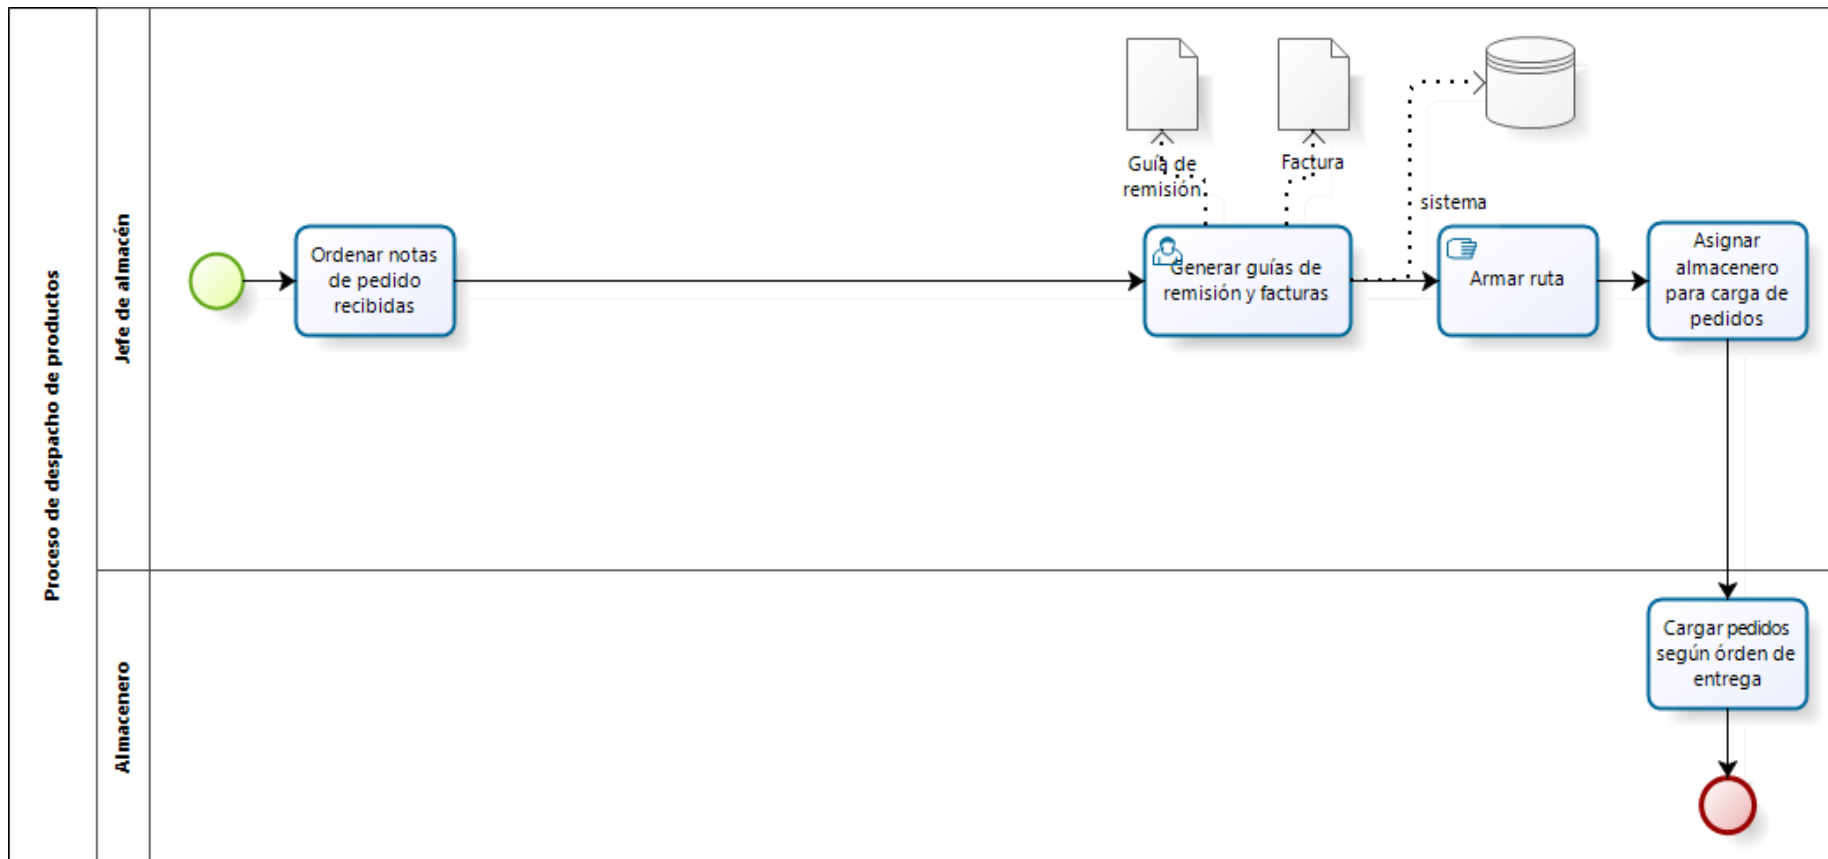 Proceso de despacho de productos
Jefe de almacén
Ordenar notas
de pedido
recibidas
Guía de
remisión
Factura
sistema
Generar guías de
remisión y facturas
Armar ruta
Asignar
almacenero
para carga de
pedidos
Almacenero
Cargar pedidos
según órden de
entrega